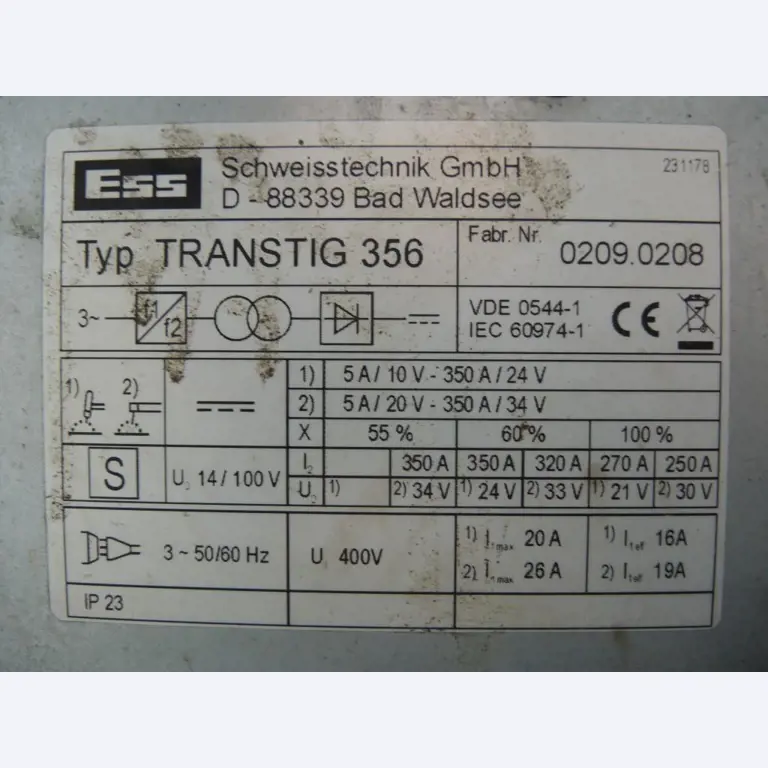 ESS Schweisstechnik GmbH 231178
D - 88339 Bad Waldsee
Typ TRANSTIG 356 Fabr. Nr. 0209.0208
3~ f1 f2 VDE 0544-1
IEC 60974-1 CE
1) 2) 1) 5 A / 10 V - 350 A / 24 V
2) 5 A / 20 V - 350 A / 34 V
X 55 % 60 % 100 %
S U 14 / 100 V I2 350 A 350 A 320 A 270 A 250 A
U2 1) 2) 34 V 1) 24 V 2) 33 V 1) 21 V 2) 30 V
3 ~ 50/60 Hz U 400V 1) I1max 20 A 1) I1eff 16A
2) I1max 26 A 2) I1eff 19A
IP 23